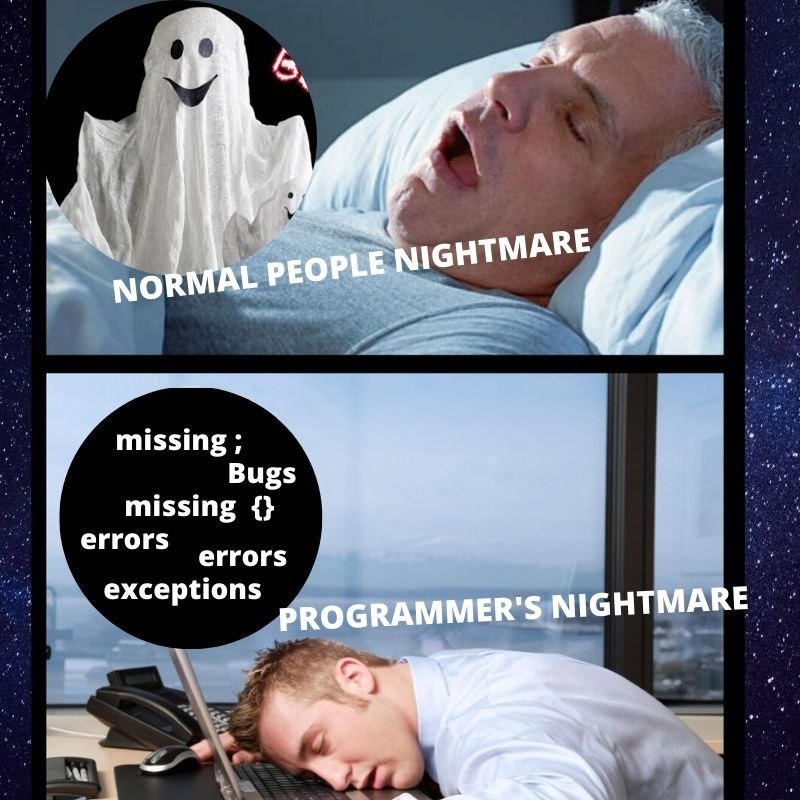 NORMAL PEOPLE NIGHTMARE
missing ;
Bugs
missing {}
errors
errors
exceptions
PROGRAMMER'S NIGHTMARE